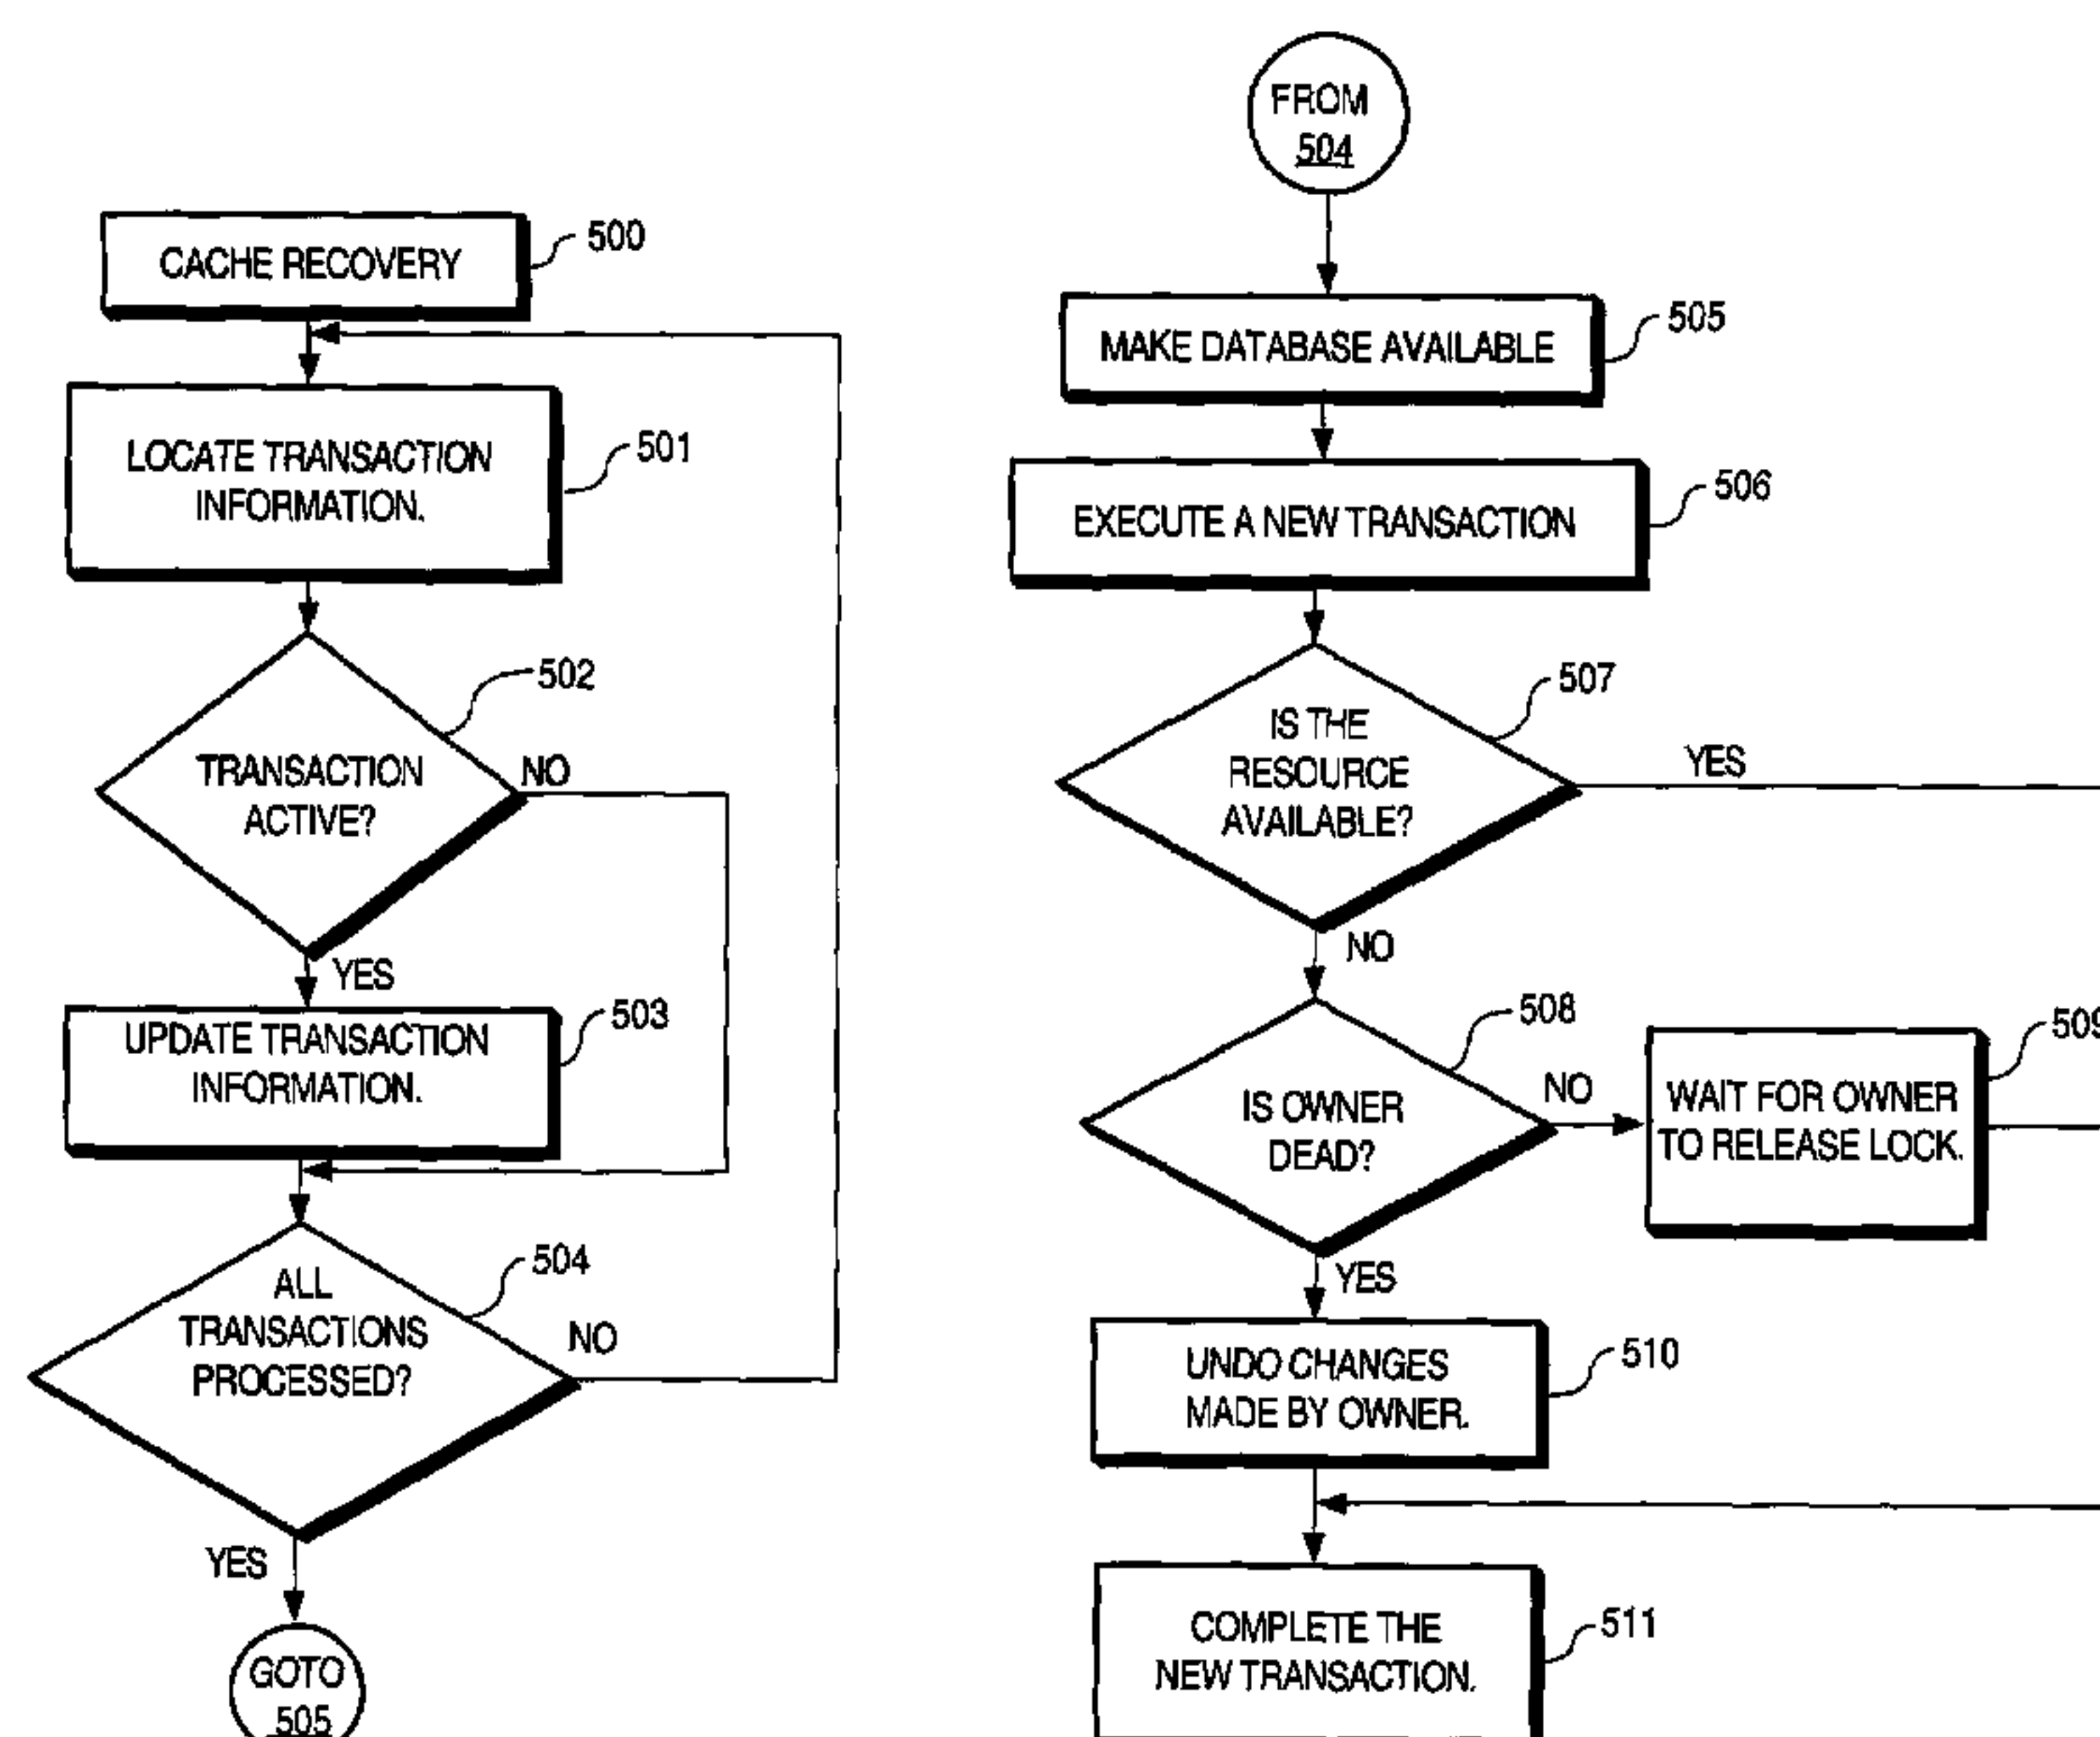 CACHE RECOVERY
500
LOCATE TRANSACTION
INFORMATION.
501
502
TRANSACTION
ACTIVE?
NO
YES
UPDATE TRANSACTION
INFORMATION.
503
504
ALL
TRANSACTIONS
PROCESSED?
NO
YES
GOTO
505
FROM
504
MAKE DATABASE AVAILABLE
505
EXECUTE A NEW TRANSACTION
506
507
IS THE
RESOURCE
AVAILABLE?
YES
NO
508
IS OWNER
DEAD?
NO
509
WAIT FOR OWNER
TO RELEASE LOCK.
YES
UNDO CHANGES
MADE BY OWNER.
510
COMPLETE THE
NEW TRANSACTION.
511